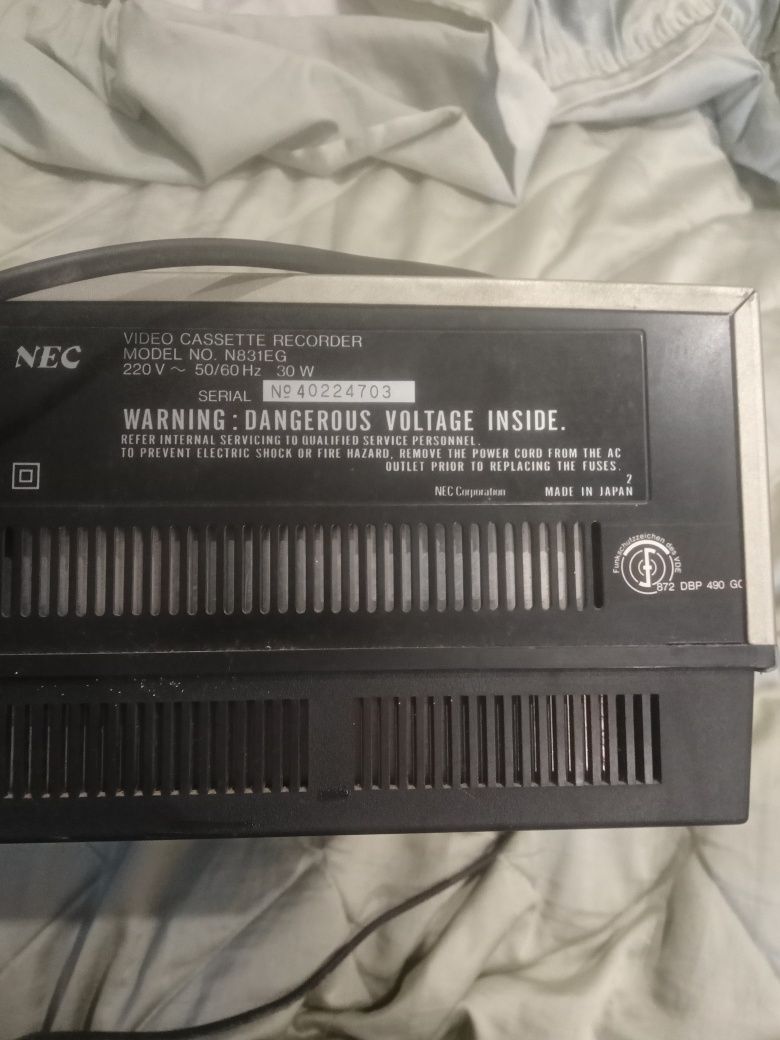 NEC
VIDEO CASSETTE RECORDER
MODEL NO. N831EG
220 V ~ 50/60 Hz 30 W
SERIAL Nº 40224703
WARNING : DANGEROUS VOLTAGE INSIDE.
REFER INTERNAL SERVICING TO QUALIFIED SERVICE PERSONNEL.
TO PREVENT ELECTRIC SHOCK OR FIRE HAZARD, REMOVE THE POWER CORD FROM THE AC
OUTLET PRIOR TO REPLACING THE FUSES.
2
NEC Corporation MADE IN JAPAN
Funkschutzzeichen des VDE
872 DBP 490 GC